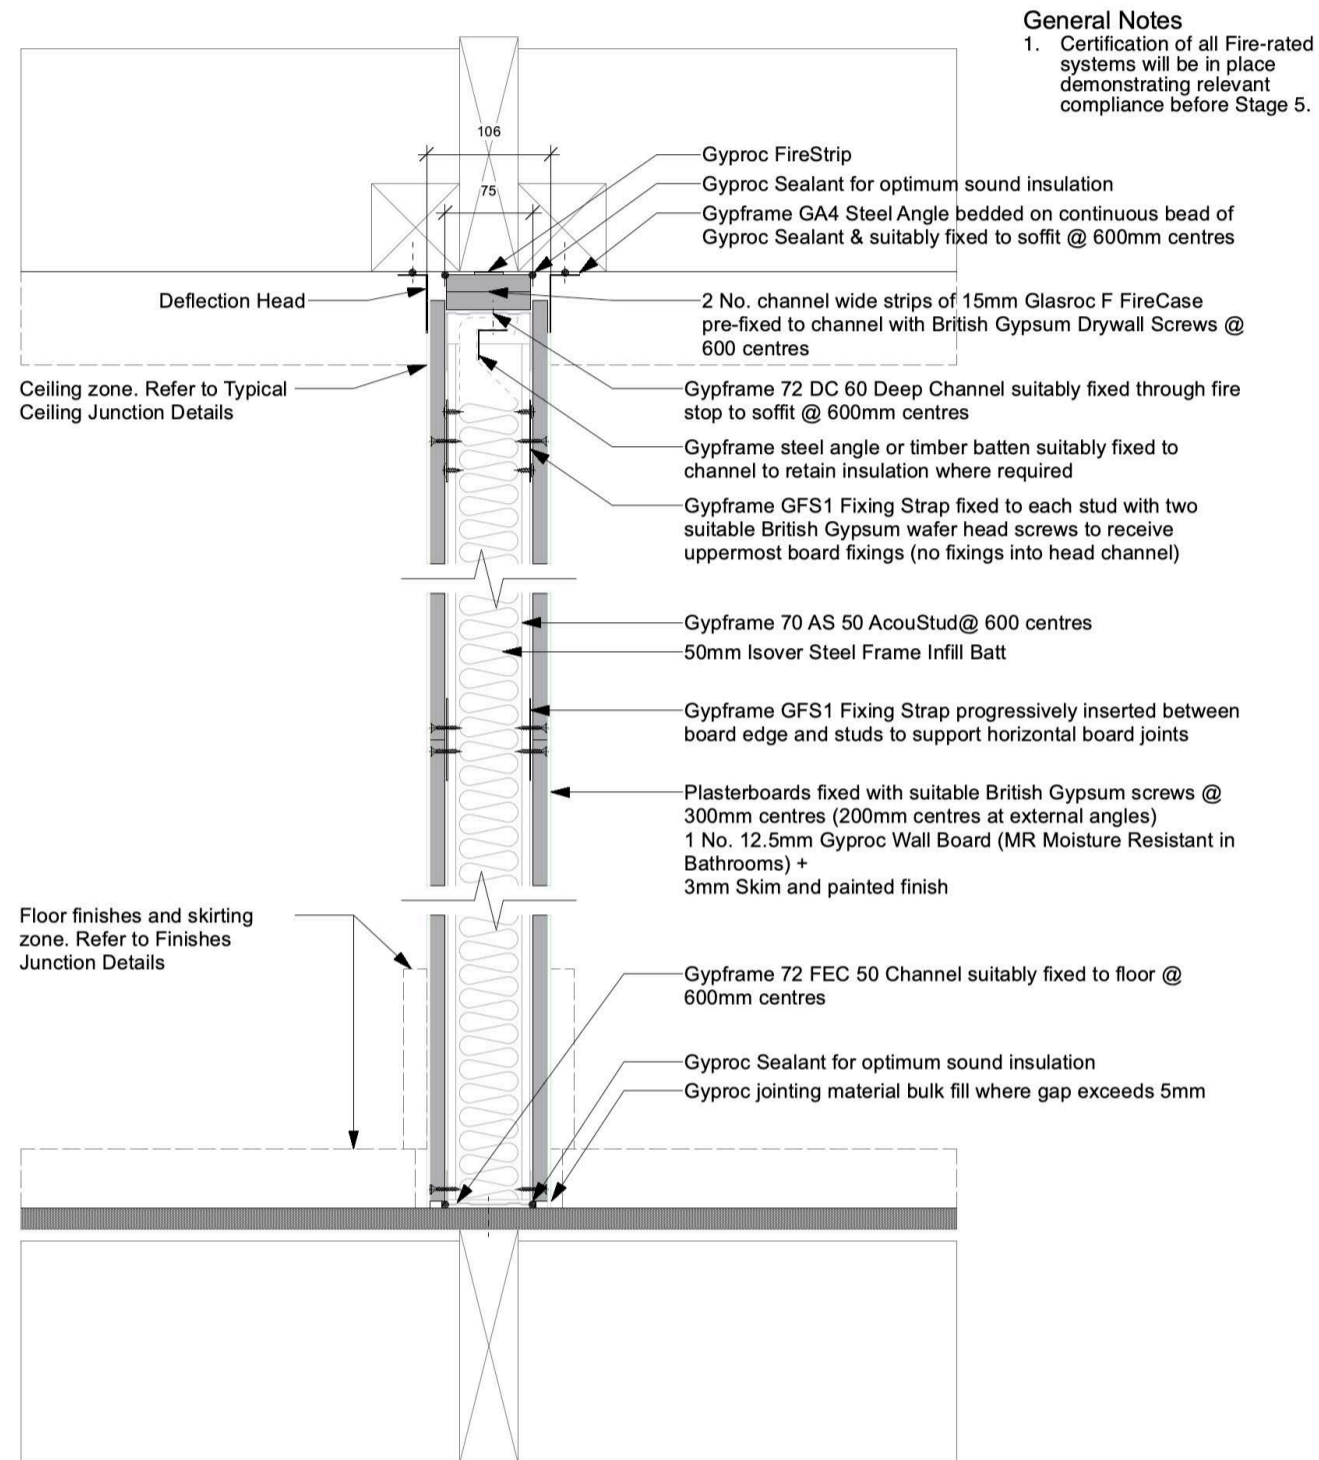 General Notes
1. Certification of all Fire-rated
systems will be in place
demonstrating relevant
compliance before Stage 5.
106
75
Gyproc FireStrip
Gyproc Sealant for optimum sound insulation
Gypframe GA4 Steel Angle bedded on continuous bead of
Gyproc Sealant & suitably fixed to soffit @ 600mm centres
Deflection Head
2 No. channel wide strips of 15mm Glasroc F FireCase
pre-fixed to channel with British Gypsum Drywall Screws @
600 centres
Ceiling zone. Refer to Typical
Ceiling Junction Details
Gypframe 72 DC 60 Deep Channel suitably fixed through fire
stop to soffit @ 600mm centres
Gypframe steel angle or timber batten suitably fixed to
channel to retain insulation where required
Gypframe GFS1 Fixing Strap fixed to each stud with two
suitable British Gypsum wafer head screws to receive
uppermost board fixings (no fixings into head channel)
Gypframe 70 AS 50 AcouStud@ 600 centres
50mm Isover Steel Frame Infill Batt
Gypframe GFS1 Fixing Strap progressively inserted between
board edge and studs to support horizontal board joints
Plasterboards fixed with suitable British Gypsum screws @
300mm centres (200mm centres at external angles)
1 No. 12.5mm Gyproc Wall Board (MR Moisture Resistant in
Bathrooms) +
3mm Skim and painted finish
Floor finishes and skirting
zone. Refer to Finishes
Junction Details
Gypframe 72 FEC 50 Channel suitably fixed to floor @
600mm centres
Gyproc Sealant for optimum sound insulation
Gyproc jointing material bulk fill where gap exceeds 5mm